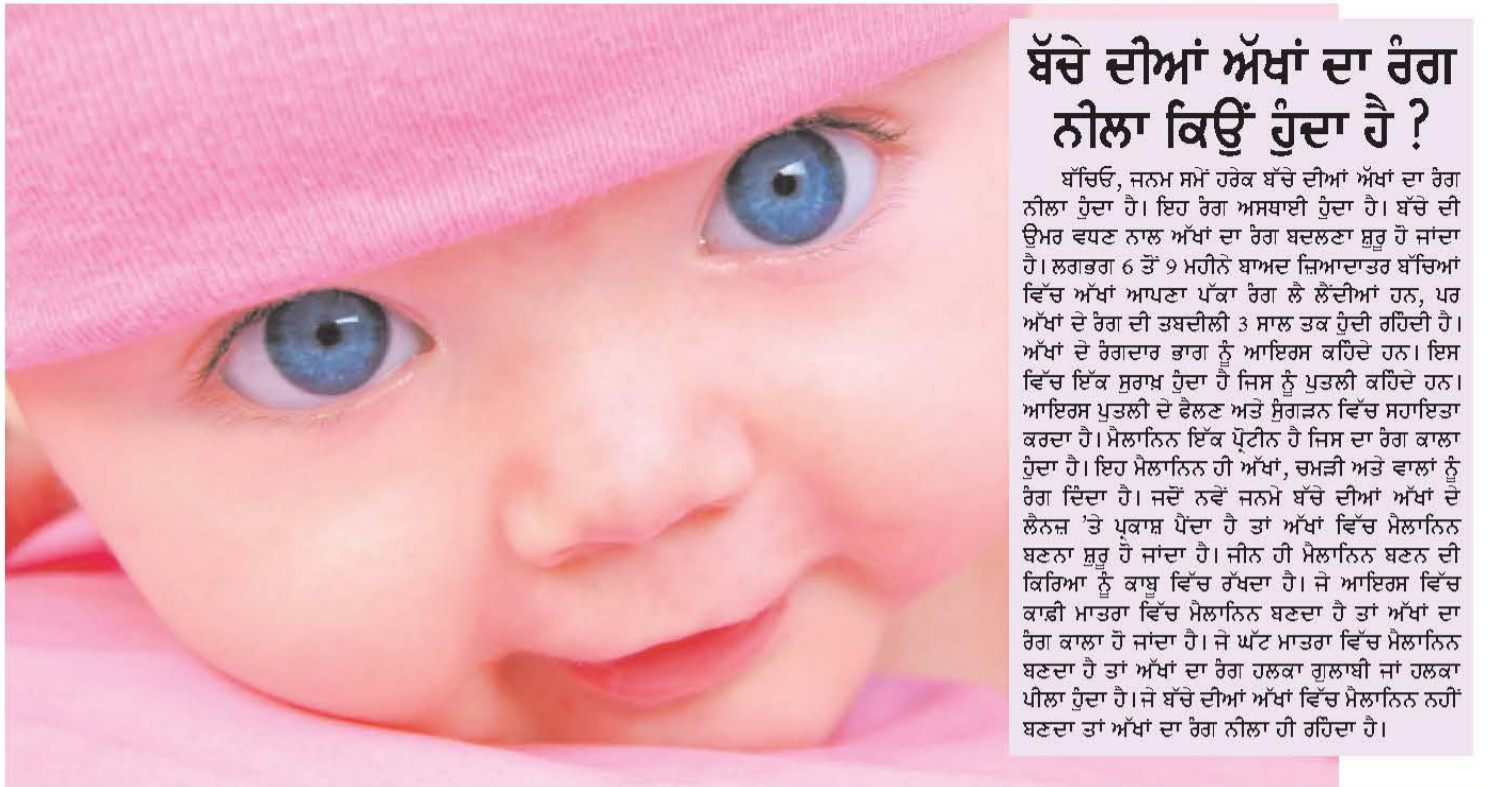 ਬੱਚੇ ਦੀਆਂ ਅੱਖਾਂ ਦਾ ਰੰਗ
ਨੀਲਾ ਕਿਉਂ ਹੁੰਦਾ ਹੈ ?
ਬੱਚਿਓ, ਜਨਮ ਸਮੇਂ ਹਰੇਕ ਬੱਚੇ ਦੀਆਂ ਅੱਖਾਂ ਦਾ ਰੰਗ
ਨੀਲਾ ਹੁੰਦਾ ਹੈ। ਇਹ ਰੰਗ ਅਸਥਾਈ ਹੁੰਦਾ ਹੈ। ਬੱਚੇ ਦੀ
ਉਮਰ ਵਧਣ ਨਾਲ ਅੱਖਾਂ ਦਾ ਰੰਗ ਬਦਲਣਾ ਸ਼ੁਰੂ ਹੋ ਜਾਂਦਾ
ਹੈ। ਲਗਭਗ 6 ਤੋਂ 9 ਮਹੀਨੇ ਬਾਅਦ ਜ਼ਿਆਦਾਤਰ ਬੱਚਿਆਂ
ਵਿੱਚ ਅੱਖਾਂ ਆਪਣਾ ਪੱਕਾ ਰੰਗ ਲੈ ਲੈਂਦੀਆਂ ਹਨ, ਪਰ
ਅੱਖਾਂ ਦੇ ਰੰਗ ਦੀ ਤਬਦੀਲੀ 3 ਸਾਲ ਤਕ ਹੁੰਦੀ ਰਹਿੰਦੀ ਹੈ।
ਅੱਖਾਂ ਦੇ ਰੰਗਦਾਰ ਭਾਗ ਨੂੰ ਆਇਰਸ ਕਹਿੰਦੇ ਹਨ। ਇਸ
ਵਿੱਚ ਇੱਕ ਸੁਰਾਖ਼ ਹੁੰਦਾ ਹੈ ਜਿਸ ਨੂੰ ਪੁਤਲੀ ਕਹਿੰਦੇ ਹਨ।
ਆਇਰਸ ਪੁਤਲੀ ਦੇ ਫੈਲਣ ਅਤੇ ਸੁੰਗੜਨ ਵਿੱਚ ਸਹਾਇਤਾ
ਕਰਦਾ ਹੈ। ਮੈਲਾਨਿਨ ਇੱਕ ਪ੍ਰੋਟੀਨ ਹੈ ਜਿਸ ਦਾ ਰੰਗ ਕਾਲਾ
ਹੁੰਦਾ ਹੈ। ਇਹ ਮੈਲਾਨਿਨ ਹੀ ਅੱਖਾਂ, ਚਮੜੀ ਅਤੇ ਵਾਲਾਂ ਨੂੰ
ਰੰਗ ਦਿੰਦਾ ਹੈ। ਜਦੋਂ ਨਵੇਂ ਜਨਮੇ ਬੱਚੇ ਦੀਆਂ ਅੱਖਾਂ ਦੇ
ਲੈਨਜ਼ ’ਤੇ ਪ੍ਰਕਾਸ਼ ਪੈਂਦਾ ਹੈ ਤਾਂ ਅੱਖਾਂ ਵਿੱਚ ਮੈਲਾਨਿਨ
ਬਣਨਾ ਸ਼ੁਰੂ ਹੋ ਜਾਂਦਾ ਹੈ। ਜੀਨ ਹੀ ਮੈਲਾਨਿਨ ਬਣਨ ਦੀ
ਕਿਰਿਆ ਨੂੰ ਕਾਬੂ ਵਿੱਚ ਰੱਖਦਾ ਹੈ। ਜੇ ਆਇਰਸ ਵਿੱਚ
ਕਾਫ਼ੀ ਮਾਤਰਾ ਵਿੱਚ ਮੈਲਾਨਿਨ ਬਣਦਾ ਹੈ ਤਾਂ ਅੱਖਾਂ ਦਾ
ਰੰਗ ਕਾਲਾ ਹੋ ਜਾਂਦਾ ਹੈ। ਜੇ ਘੱਟ ਮਾਤਰਾ ਵਿੱਚ ਮੈਲਾਨਿਨ
ਬਣਦਾ ਹੈ ਤਾਂ ਅੱਖਾਂ ਦਾ ਰੰਗ ਹਲਕਾ ਗੁਲਾਬੀ ਜਾਂ ਹਲਕਾ
ਪੀਲਾ ਹੁੰਦਾ ਹੈ। ਜੇ ਬੱਚੇ ਦੀਆਂ ਅੱਖਾਂ ਵਿੱਚ ਮੈਲਾਨਿਨ ਨਹੀਂ
ਬਣਦਾ ਤਾਂ ਅੱਖਾਂ ਦਾ ਰੰਗ ਨੀਲਾ ਹੀ ਰਹਿੰਦਾ ਹੈ।